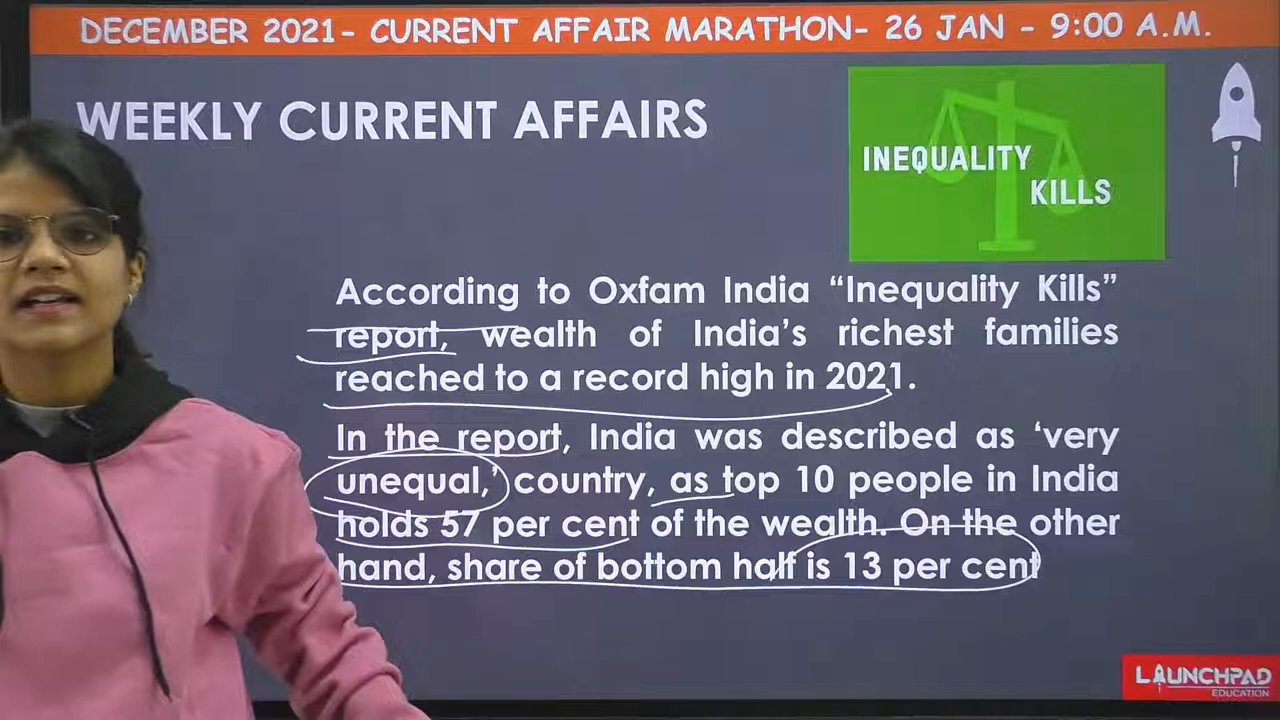 DECEMBER 2021- CURRENT AFFAIR MARATHON- 26 JAN - 9:00 A.M.
WEEKLY CURRENT AFFAIRS
INEQUALITY
KILLS
According to Oxfam India “Inequality Kills”
report, wealth of India’s richest families
reached to a record high in 2021.
In the report, India was described as ‘very
unequal,’ country, as top 10 people in India
holds 57 per cent of the wealth. On the other
hand, share of bottom half is 13 per cent
LAUNCHPAD
EDUCATION